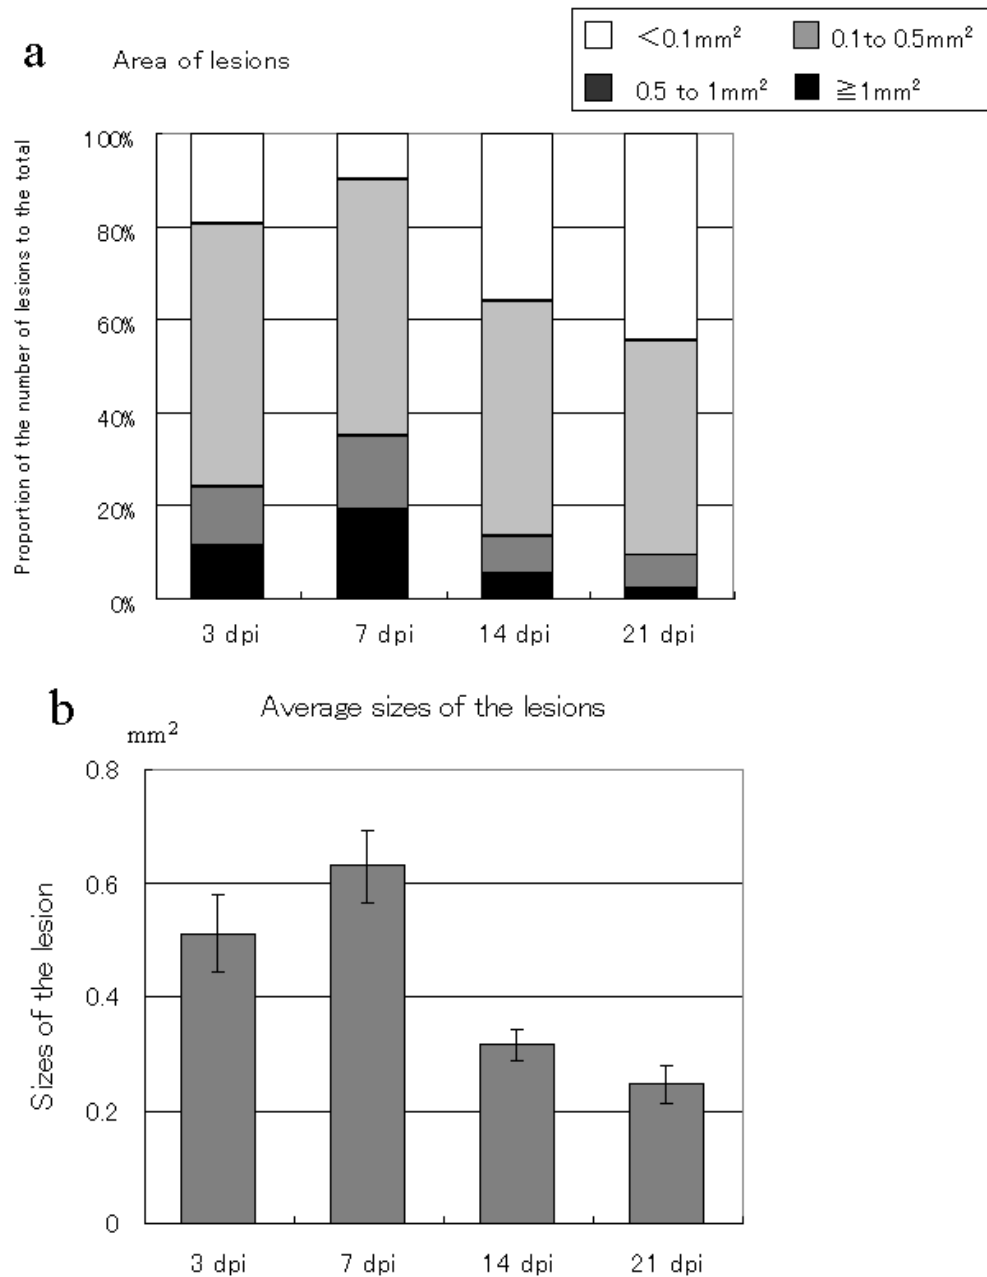 a
Area of lesions
<0.1mm²
0.1to 0.5mm²
0.5 to 1mm²
≧1mm²
Proportion of the number of lesions to the total
100%
80%
60%
40%
20%
0%
3 dpi
7 dpi
14 dpi
21 dpi
b
Average sizes of the lesions
mm²
Sizes of the lesion
0.8
0.6
0.4
0.2
0
3 dpi
7 dpi
14 dpi
21 dpi